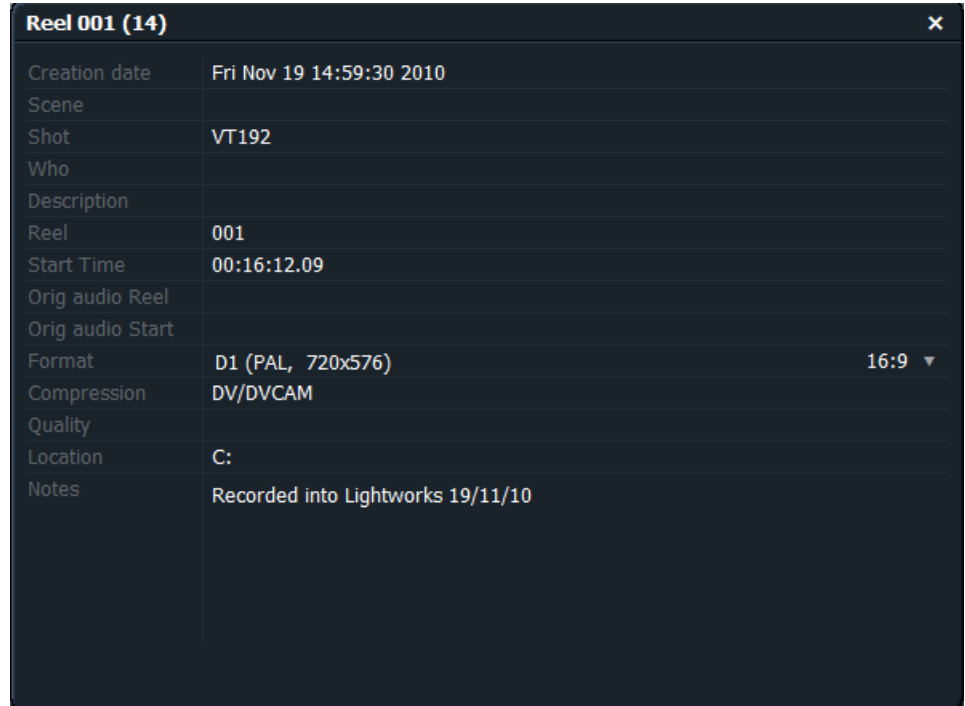 Reel 001 (14) ×
Creation date Fri Nov 19 14:59:30 2010
Scene
Shot VT192
Who
Description
Reel 001
Start Time 00:16:12.09
Orig audio Reel
Orig audio Start
Format D1 (PAL, 720x576) 16:9 ▼
Compression DV/DVCAM
Quality
Location C:
Notes Recorded into Lightworks 19/11/10